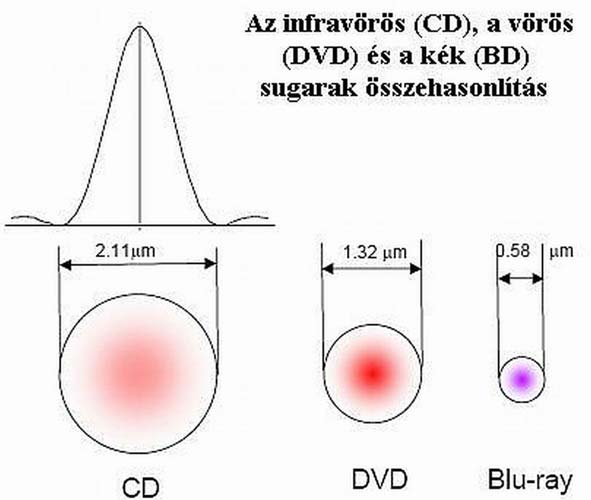 Az infravörös (CD), a vörös
(DVD) és a kék (BD)
sugarak összehasonlítás
2.11µm
1.32 µm
0.58 µm
CD
DVD
Blu-ray